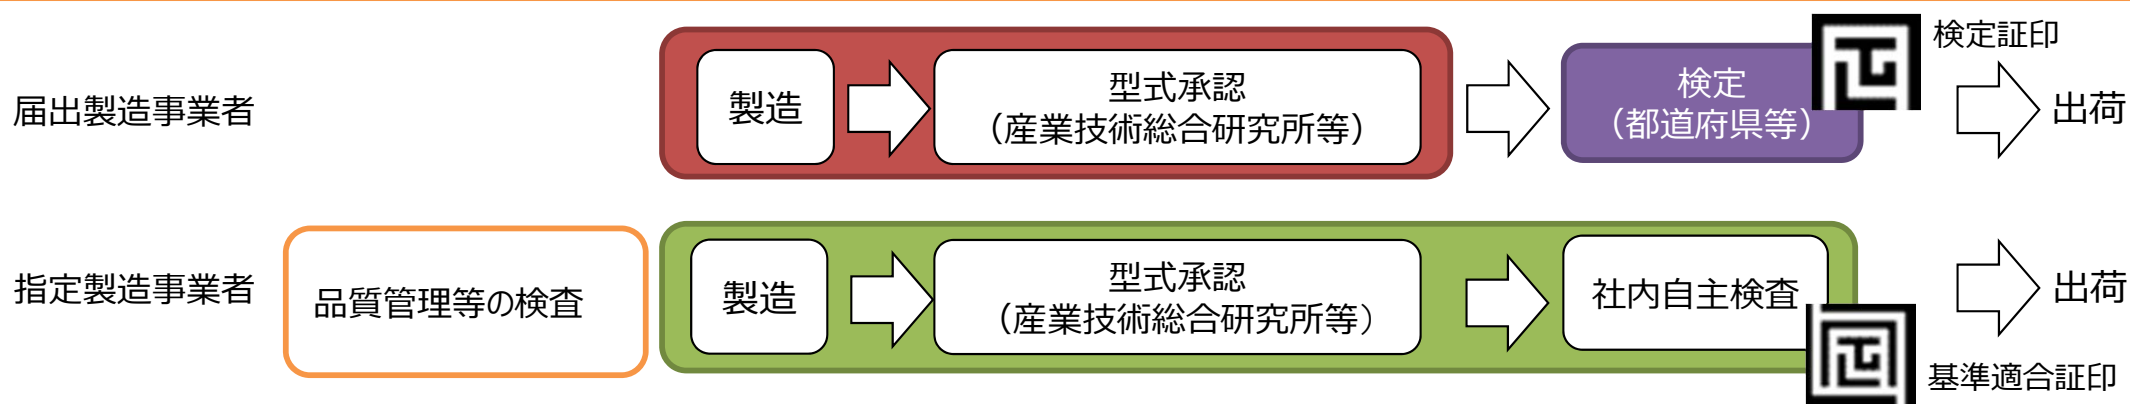 届出製造事業者
製造
型式承認
（産業技術総合研究所等）
検定
（都道府県等）
検定証印
出荷
指定製造事業者
品質管理等の検査
製造
型式承認
（産業技術総合研究所等）
社内自主検査
基準適合証印
出荷